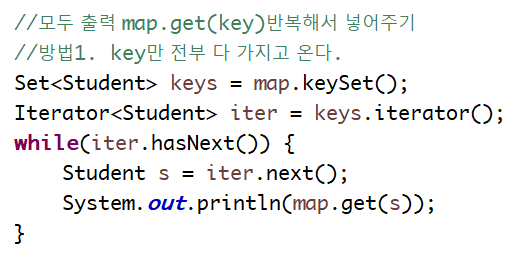 //모두 출력 map.get(key)반복해서 넣어주기
//방법1. key만 전부 다 가지고 온다.
Set<Student> keys = map.keySet();
Iterator<Student> iter = keys.iterator();
while(iter.hasNext()) {
    Student s = iter.next();
    System.out.println(map.get(s));
}